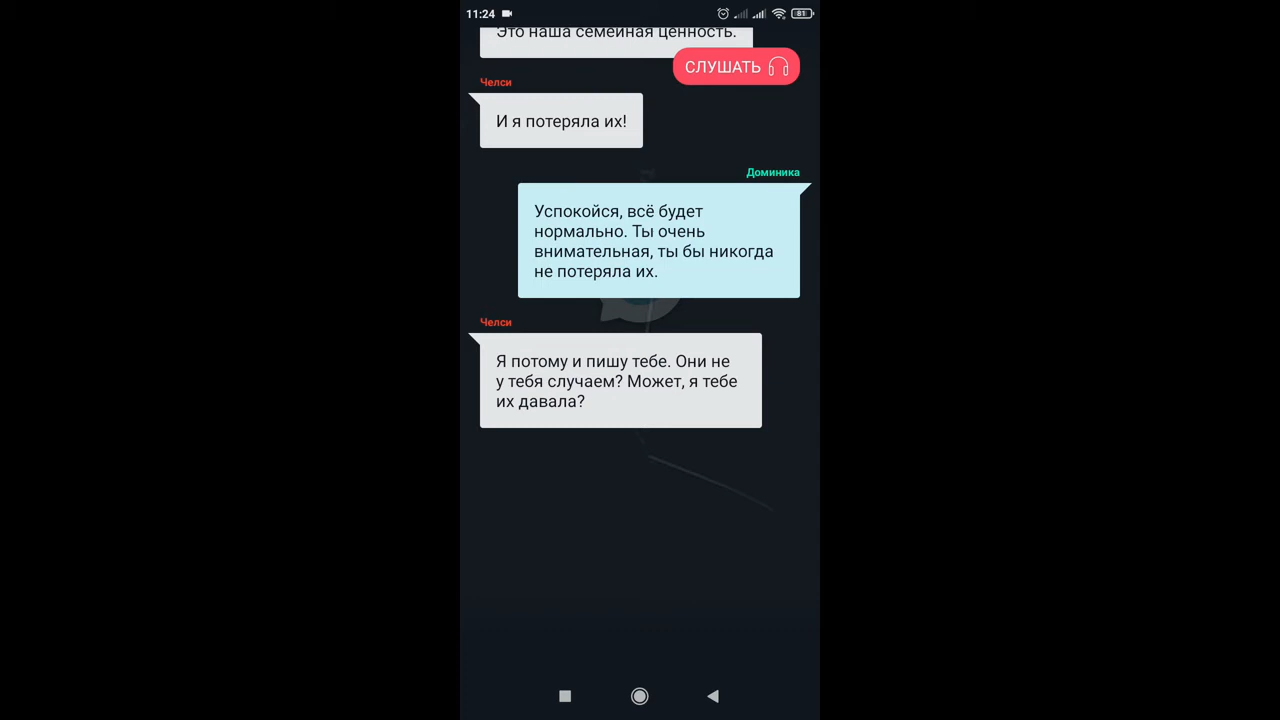 11:24
81
Это наша семейная ценность.
СЛУШАТЬ
Челси
И я потеряла их!
Доминика
Успокойся, всё будет
нормально. Ты очень
внимательная, ты бы никогда
не потеряла их.
Челси
Я потому и пишу тебе. Они не
у тебя случаем? Может, я тебе
их давала?